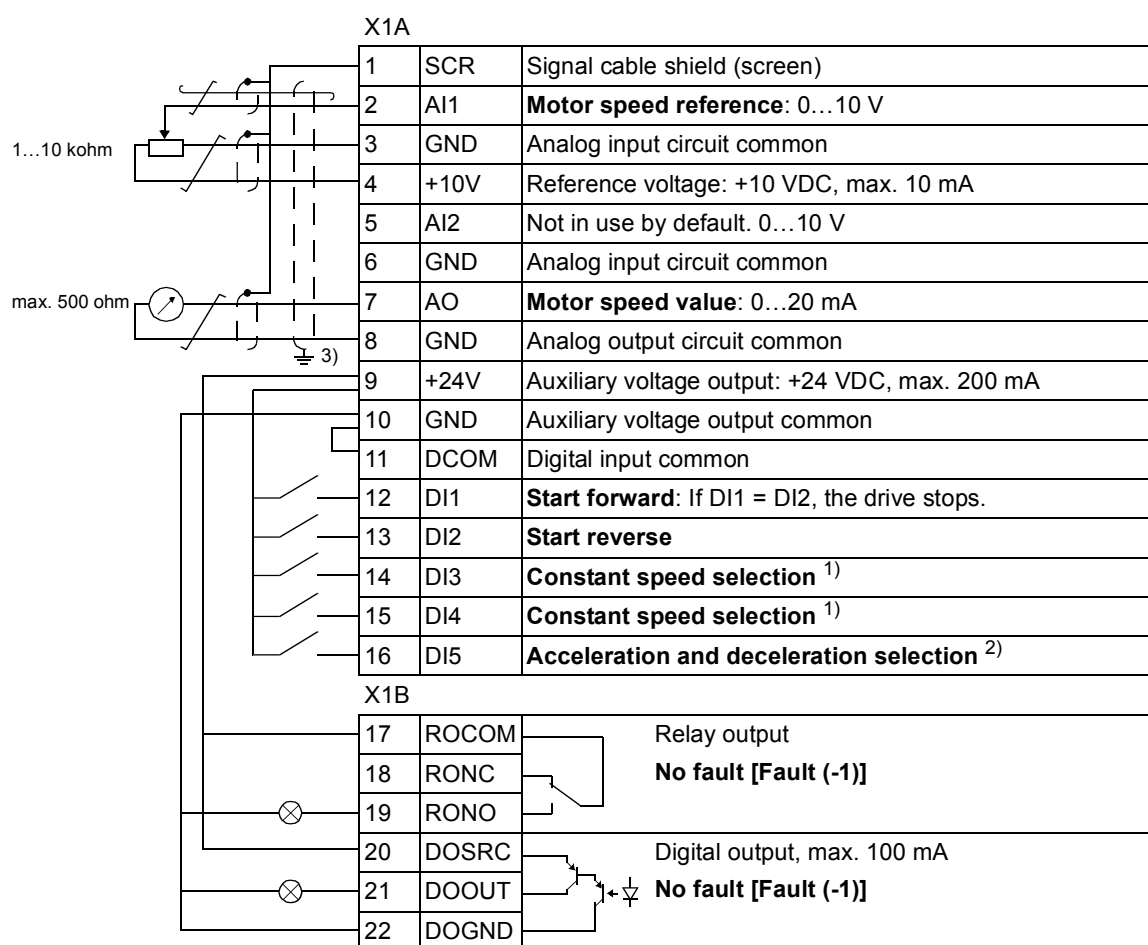 X1A
1 SCR Signal cable shield (screen)
2 AI1 Motor speed reference: 0…10 V
1…10 kohm
3 GND Analog input circuit common
4 +10V Reference voltage: +10 VDC, max. 10 mA
5 AI2 Not in use by default. 0…10 V
6 GND Analog input circuit common
max. 500 ohm
7 AO Motor speed value: 0…20 mA
8 GND Analog output circuit common
3)
9 +24V Auxiliary voltage output: +24 VDC, max. 200 mA
10 GND Auxiliary voltage output common
11 DCOM Digital input common
12 DI1 Start forward: If DI1 = DI2, the drive stops.
13 DI2 Start reverse
14 DI3 Constant speed selection 1)
15 DI4 Constant speed selection 1)
16 DI5 Acceleration and deceleration selection 2)
X1B
17 ROCOM Relay output
18 RONC No fault [Fault (-1)]
19 RONO
20 DOSRC Digital output, max. 100 mA
21 DOOUT No fault [Fault (-1)]
22 DOGND